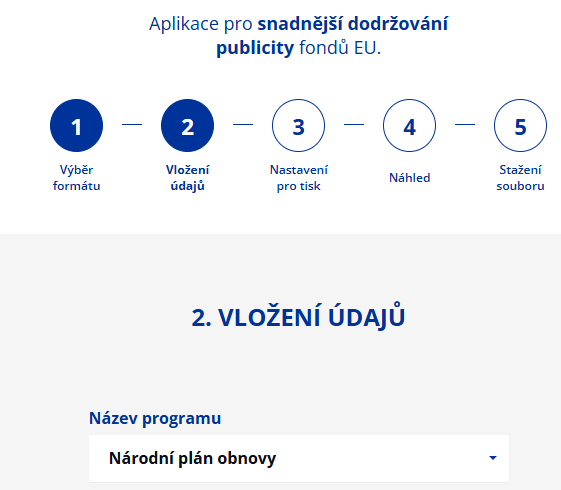 Aplikace pro snadnější dodržování
publicity fondů EU.
1 2 3 4 5
Výběr formátu
Vložení údajů
Nastavení pro tisk
Náhled
Stažení souboru
2. VLOŽENÍ ÚDAJŮ
Název programu
Národní plán obnovy